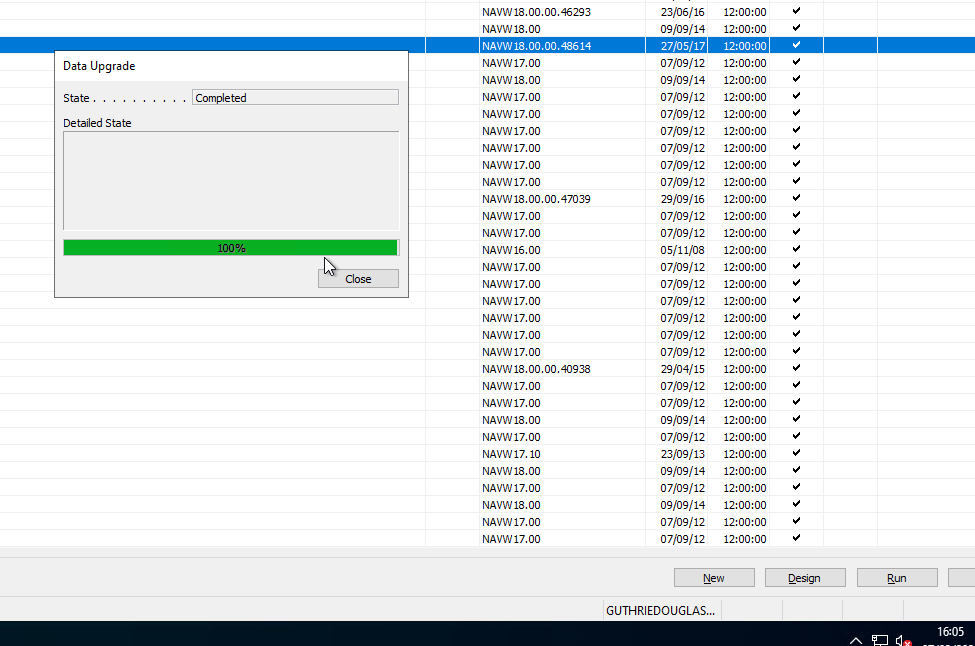 NAVW18.00.00.46293 23/06/16 12:00:00
NAVW18.00 09/09/14 12:00:00
NAVW18.00.00.48614 27/05/17 12:00:00
Data Upgrade
State . . . . . . . . . . Completed
Detailed State
100%
Close
NAVW17.00 07/09/12 12:00:00
NAVW18.00 09/09/14 12:00:00
NAVW17.00 07/09/12 12:00:00
NAVW17.00 07/09/12 12:00:00
NAVW17.00 07/09/12 12:00:00
NAVW17.00 07/09/12 12:00:00
NAVW17.00 07/09/12 12:00:00
NAVW17.00 07/09/12 12:00:00
NAVW18.00.00.47039 29/09/16 12:00:00
NAVW17.00 07/09/12 12:00:00
NAVW17.00 07/09/12 12:00:00
NAVW16.00 05/11/08 12:00:00
NAVW17.00 07/09/12 12:00:00
NAVW17.00 07/09/12 12:00:00
NAVW17.00 07/09/12 12:00:00
NAVW17.00 07/09/12 12:00:00
NAVW17.00 07/09/12 12:00:00
NAVW17.00 07/09/12 12:00:00
NAVW18.00.00.40938 29/04/15 12:00:00
NAVW17.00 07/09/12 12:00:00
NAVW17.00 07/09/12 12:00:00
NAVW18.00 09/09/14 12:00:00
NAVW17.00 07/09/12 12:00:00
NAVW17.10 23/09/13 12:00:00
NAVW18.00 09/09/14 12:00:00
NAVW17.00 07/09/12 12:00:00
NAVW18.00 09/09/14 12:00:00
NAVW17.00 07/09/12 12:00:00
NAVW17.00 07/09/12 12:00:00
New Design Run
GUTHRIEDOUGLAS...
16:05